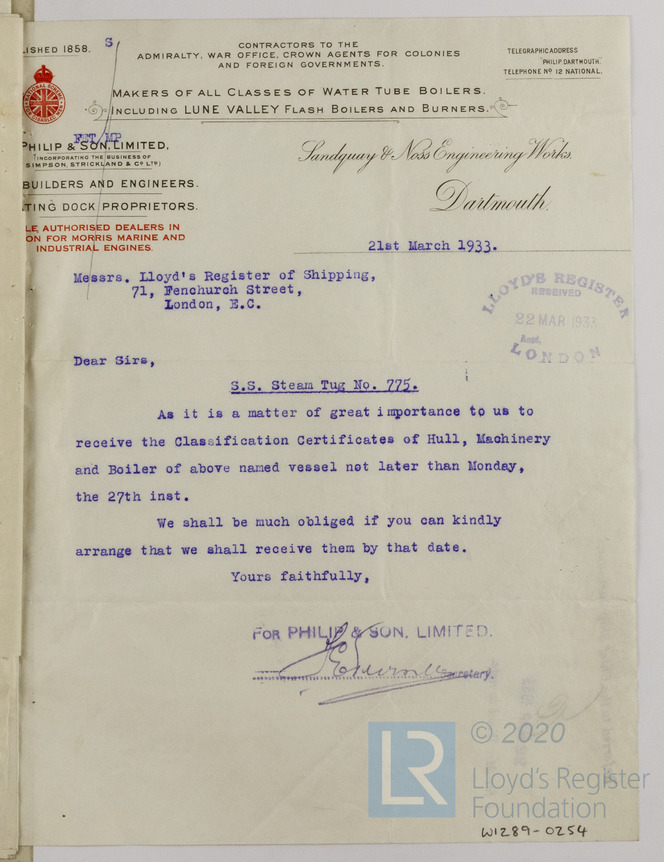 LISHED 1858.
S
CONTRACTORS TO THE
ADMIRALTY, WAR OFFICE, CROWN AGENTS FOR COLONIES
AND FOREIGN GOVERNMENTS.
TELEGRAPHIC ADDRESS
"PHILIP, DARTMOUTH."
TELEPHONE Nº 12 NATIONAL.
MAKERS OF ALL CLASSES OF WATER TUBE BOILERS.
INCLUDING LUNE VALLEY FLASH BOILERS AND BURNERS.
FET/MP
PHILIP & SON, LIMITED,
(INCORPORATING THE BUSINESS OF
SIMPSON, STRICKLAND & Cº LTD)
BUILDERS AND ENGINEERS.
TING DOCK PROPRIETORS.
LE, AUTHORISED DEALERS IN
ON FOR MORRIS MARINE AND
INDUSTRIAL ENGINES.
Sandquay & Noss Engineering Works.
Dartmouth.
21st March 1933.
Messrs. Lloyd's Register of Shipping,
71, Fenchurch Street,
London, E.C.
LLOYD'S REGISTER
RECEIVED
22 MAR 1933
LONDON
Dear Sirs,
S.S. Steam Tug No. 775.
As it is a matter of great importance to us to
receive the Classification Certificates of Hull, Machinery
and Boiler of above named vessel not later than Monday,
the 27th inst.
We shall be much obliged if you can kindly
arrange that we shall receive them by that date.
Yours faithfully,
FOR PHILIP & SON, LIMITED.
Secretary.
LR
© 2020
Lloyd's Register
Foundation
W1289-0254